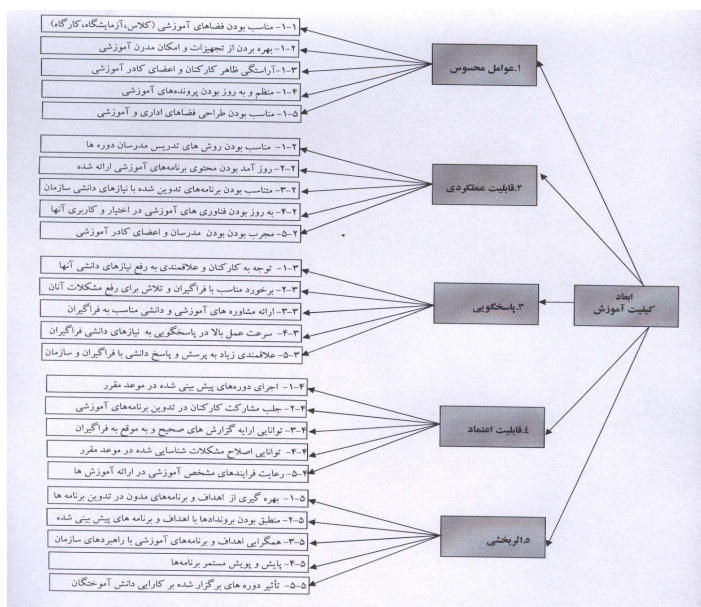 ابعاد
کیفیت آموزش
۱.عوامل محسوس
۱-۱- مناسب بودن فضاهای آموزشی (کلاس،آزمایشگاه،کارگاه)
۱-۲- بهره بردن از تجهیزات و امکان مدرن آموزشی
۱-۳-آراستگی ظاهر کارکنان و اعضای کادر آموزشی
۱-۴- منظم و به روز بودن پرونده‌های آموزشی
۱-۵- مناسب بودن طراحی فضاهای اداری و آموزشی
۲.قابلیت عملکردی
۱-۲- مناسب بودن روش های تدریس مدرسان دوره ها
۲-۲- روز آمد بودن محتوی برنامه‌های آموزشی ارائه شده
۳-۲- متناسب بودن برنامه‌های تدوین شده با نیازهای دانشی سازمان
۴-۲- به روز بودن فناوری های آموزشی در اختیار و کاربری آنها
۵-۲- مجرب بودن بودن مدرسان و اعضای کادر آموزشی
۳.پاسخگویی
۱-۳- توجه به کارکنان و علاقمندی به رفع نیازهای دانشی آنها
۲-۳- برخورد مناسب با فراگیران و تلاش برای رفع مشکلات آنان
۳-۳- ارائه مشاوره های آموزشی و دانشی مناسب به فراگیران
۴-۳- سرعت عمل بالا در پاسخگویی به نیازهای دانشی فراگیران
۵-۳- علاقمندی زیاد به پرسش و پاسخ دانشی با فراگیران و سازمان
٤.قابلیت اعتماد
۱-۴- اجرای دوره‌های پیش بینی شده در موعد مقرر
۲-۴- جلب مشارکت کارکنان در تدوین برنامه‌های آموزشی
۳-۴- توانایی ارایه گزارش های صحیح و به موقع به فراگیران
۴-۴- توانایی اصلاح مشکلات شناسایی شده در موعد مقرر
۵-۴- رعایت فرایندهای مشخص آموزشی در ارائه آموزش ها
۵.اثربخشی
۱-۵- بهره گیری از اهداف و برنامه‌های مدون در تدوین برنامه ها
۲-۵- منطبق بودن بروندادها با اهداف و برنامه های پیش بینی شده
۳-۵- همگرایی اهداف و برنامه‌های آموزشی با راهبردهای سازمان
۴-۵- پایش و پویش مستمر برنامه‌ها
۵-۵- تأثیر دوره های برگزار شده بر کارایی دانش آموختگان